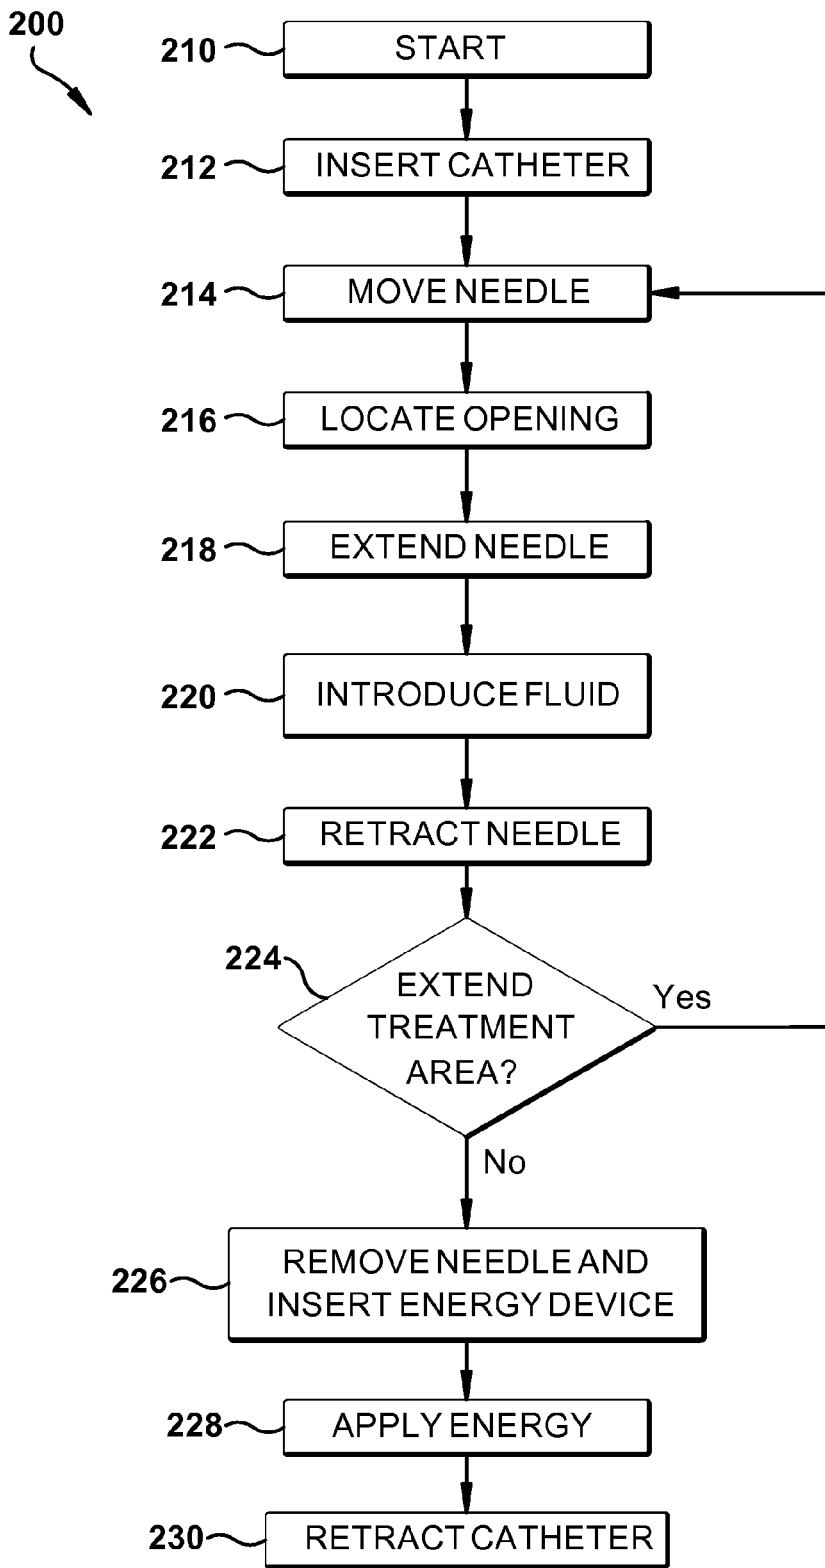 200
210 START
212 INSERT CATHETER
214 MOVE NEEDLE
216 LOCATE OPENING
218 EXTEND NEEDLE
220 INTRODUCE FLUID
222 RETRACT NEEDLE
224
EXTEND
TREATMENT
AREA?
Yes
No
226
REMOVE NEEDLE AND
INSERT ENERGY DEVICE
228 APPLY ENERGY
230 RETRACT CATHETER